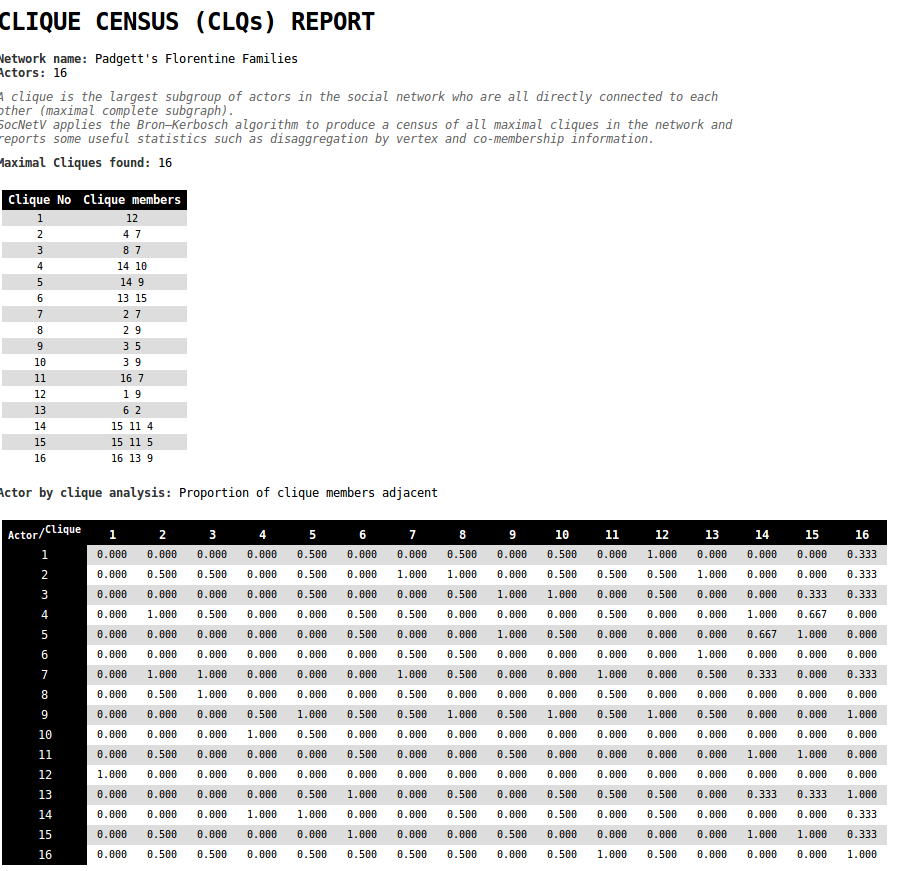 CLIQUE CENSUS (CLQs) REPORT
Network name: Padgett's Florentine Families
Actors: 16
A clique is the largest subgroup of actors in the social network who are all directly connected to each
other (maximal complete subgraph).
SocNetV applies the Bron–Kerbosch algorithm to produce a census of all maximal cliques in the network and
reports some useful statistics such as disaggregation by vertex and co-membership information.
Maximal Cliques found: 16
Clique No Clique members
1 12
2 4 7
3 8 7
4 14 10
5 14 9
6 13 15
7 2 7
8 2 9
9 3 5
10 3 9
11 16 7
12 1 9
13 6 2
14 15 11 4
15 15 11 5
16 16 13 9
Actor by clique analysis: Proportion of clique members adjacent
Actor/Clique 1 2 3 4 5 6 7 8 9 10 11 12 13 14 15 16
1 0.000 0.000 0.000 0.000 0.500 0.000 0.000 0.500 0.000 0.500 0.000 1.000 0.000 0.000 0.000 0.333
2 0.000 0.500 0.500 0.000 0.500 0.000 1.000 1.000 0.000 0.500 0.500 0.500 1.000 0.000 0.000 0.333
3 0.000 0.000 0.000 0.000 0.500 0.000 0.000 0.500 1.000 1.000 0.000 0.500 0.000 0.000 0.333 0.333
4 0.000 1.000 0.500 0.000 0.000 0.500 0.500 0.000 0.000 0.000 0.500 0.000 0.000 1.000 0.667 0.000
5 0.000 0.000 0.000 0.000 0.000 0.500 0.000 0.000 1.000 0.500 0.000 0.000 0.000 0.667 1.000 0.000
6 0.000 0.000 0.000 0.000 0.000 0.000 0.500 0.500 0.000 0.000 0.000 0.000 1.000 0.000 0.000 0.000
7 0.000 1.000 1.000 0.000 0.000 0.000 1.000 0.500 0.000 0.000 1.000 0.000 0.500 0.333 0.000 0.333
8 0.000 0.500 1.000 0.000 0.000 0.000 0.500 0.000 0.000 0.000 0.500 0.000 0.000 0.000 0.000 0.000
9 0.000 0.000 0.000 0.500 1.000 0.500 0.500 1.000 0.500 1.000 0.500 1.000 0.500 0.000 0.000 1.000
10 0.000 0.000 0.000 1.000 0.500 0.000 0.000 0.000 0.000 0.000 0.000 0.000 0.000 0.000 0.000 0.000
11 0.000 0.500 0.000 0.000 0.000 0.500 0.000 0.000 0.500 0.000 0.000 0.000 0.000 1.000 1.000 0.000
12 1.000 0.000 0.000 0.000 0.000 0.000 0.000 0.000 0.000 0.000 0.000 0.000 0.000 0.000 0.000 0.000
13 0.000 0.000 0.000 0.000 0.500 1.000 0.000 0.500 0.000 0.500 0.500 0.500 0.000 0.333 0.333 1.000
14 0.000 0.000 0.000 1.000 1.000 0.000 0.000 0.500 0.000 0.500 0.000 0.500 0.000 0.000 0.000 0.333
15 0.000 0.500 0.000 0.000 0.000 1.000 0.000 0.000 0.500 0.000 0.000 0.000 0.000 1.000 1.000 0.333
16 0.000 0.500 0.500 0.000 0.500 0.500 0.500 0.500 0.000 0.500 1.000 0.500 0.000 0.000 0.000 1.000